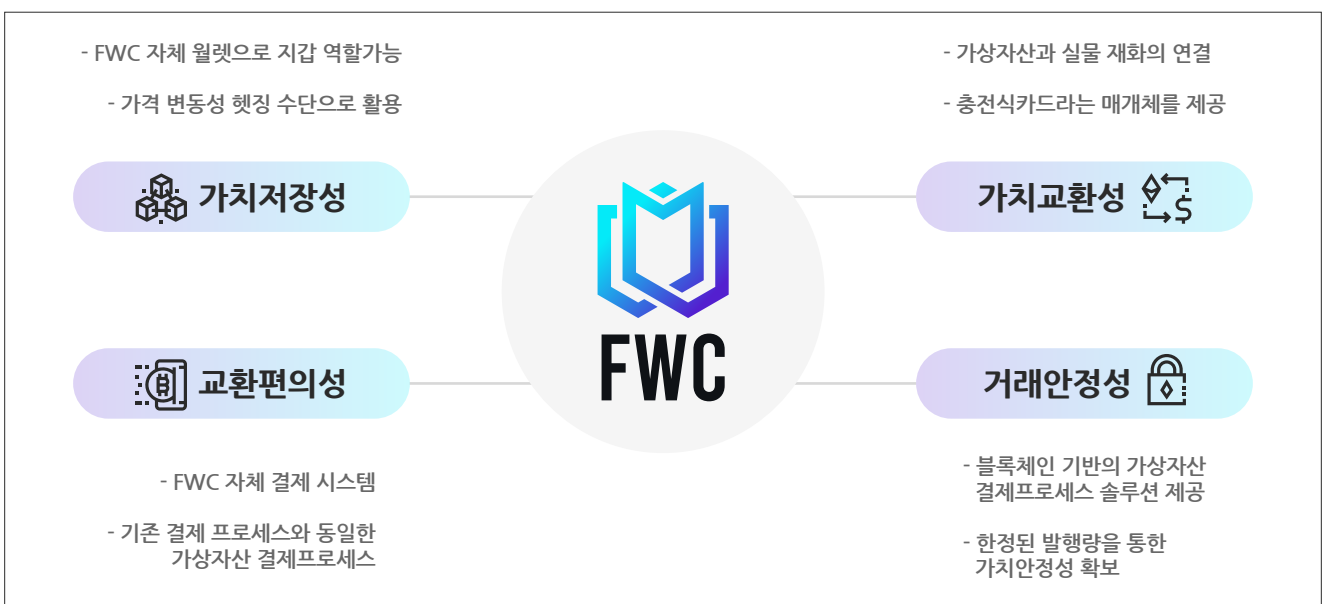 - FWC 자체 월렛으로 지갑 역할가능
- 가격 변동성 헷징 수단으로 활용
가치저장성
- 가상자산과 실물 재화의 연결
- 충전식카드라는 매개체를 제공
가치교환성
FWC
교환편의성
- FWC 자체 결제 시스템
- 기존 결제 프로세스와 동일한
가상자산 결제프로세스
거래안정성
- 블록체인 기반의 가상자산
결제프로세스 솔루션 제공
- 한정된 발행량을 통한
가치안정성 확보